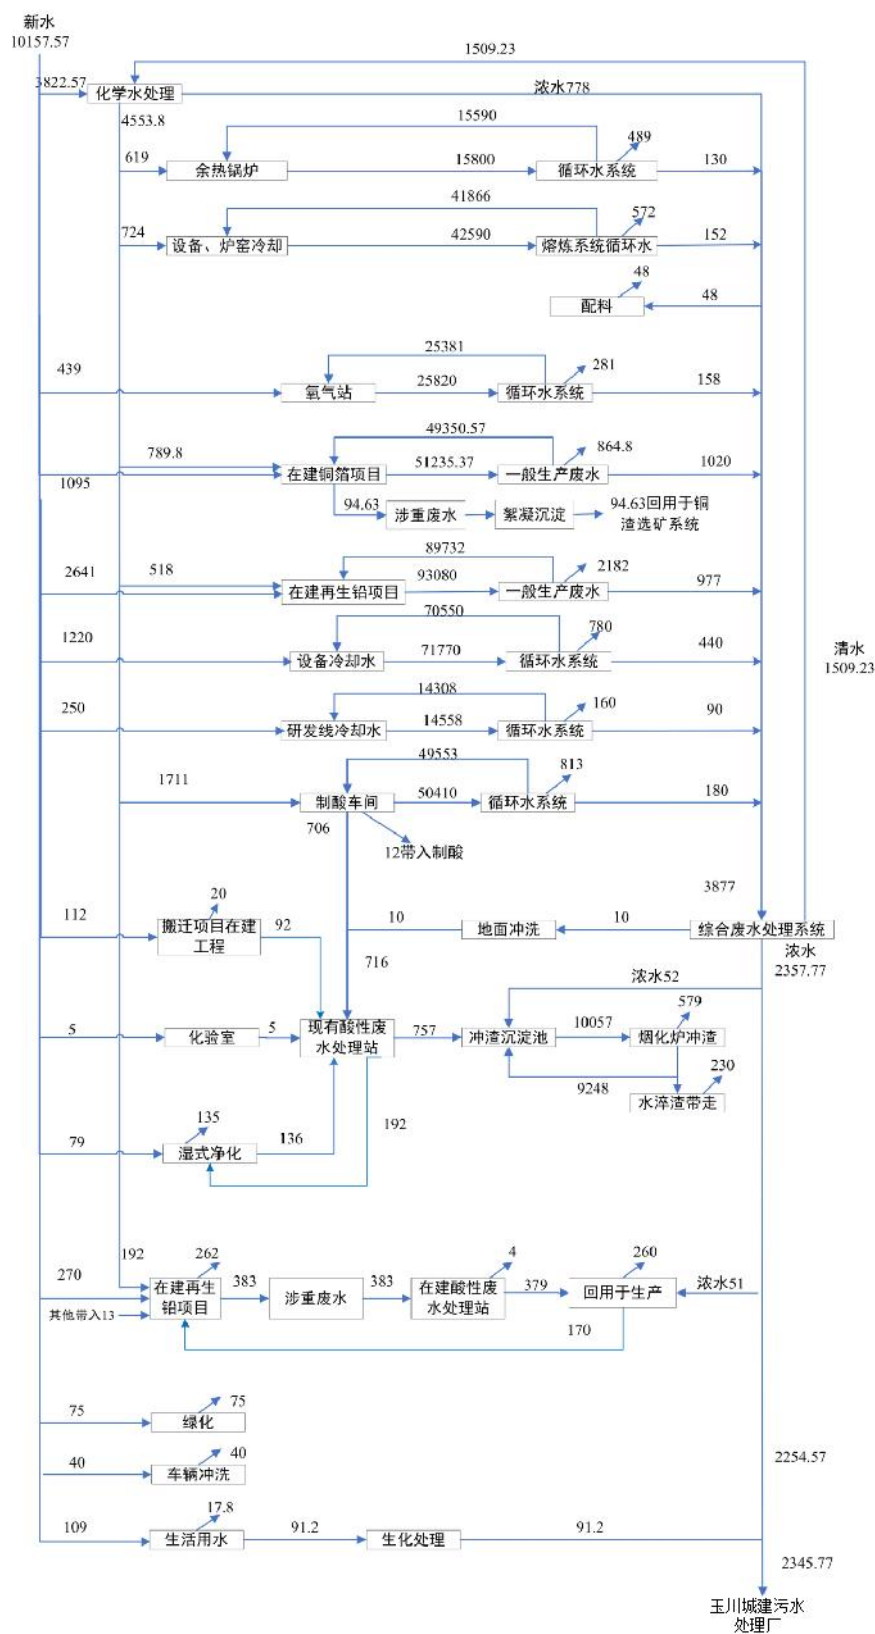 新水
10157.57
1509.23
3822.57
化学水处理
浓水778
4553.8
15590
489
619
余热锅炉
15800
循环水系统
130
41866
572
724
设备、炉窑冷却
42590
熔炼系统循环水
152
48
配料
48
25381
439
281
氧气站
25820
循环水系统
158
49350.57
864.8
789.8
在建铜箔项目
51235.37
一般生产废水
1020
1095
94.63
涉重废水
絮凝沉淀
94.63回用于铜
渣选矿系统
89732
2182
2641
518
在建再生铅项目
93080
一般生产废水
977
70550
780
1220
设备冷却水
71770
循环水系统
440
清水
1509.23
14308
160
250
研发线冷却水
14558
循环水系统
90
49553
813
1711
制酸车间
50410
循环水系统
180
706
12带入制酸
3877
20
112
搬迁项目在建
工程
92
10
地面冲洗
10
综合废水处理系统
浓水
2357.77
716
浓水52
579
5
化验室
5
现有酸性废
水处理站
757
冲渣沉淀池
10057
烟化炉冲渣
9248
230
水淬渣带走
135
192
79
湿式净化
136
192
262
4
260
270
在建再生
铅项目
383
涉重废水
383
在建酸性废
水处理站
379
回用于生产
浓水51
其他带入13
170
75
75
绿化
40
40
车辆冲洗
2254.57
17.8
109
生活用水
91.2
生化处理
91.2
2345.77
玉川城建污水
处理厂